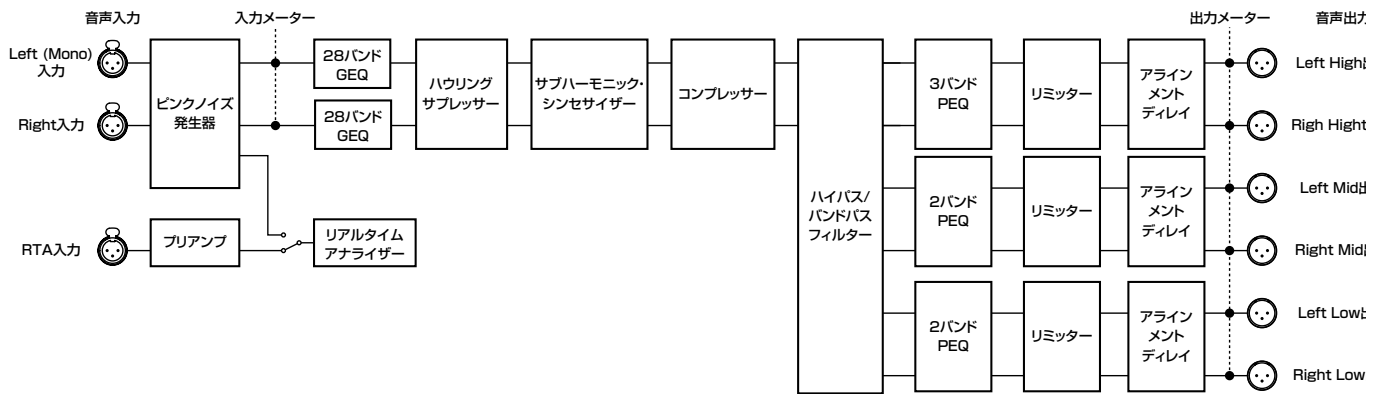 音声入力
入力メーター
出力メーター
音声出力
Left (Mono)
入力
Right入力
RTA入力
ピンクノイズ
発生器
プリアンプ
28バンド
GEQ
28バンド
GEQ
リアルタイム
アナライザー
ハウリング
サプレッサー
サブハーモニック・
シンセサイザー
コンプレッサー
ハイパス/
バンドパス
フィルター
3バンド
PEQ
リミッター
アライン
メント
ディレイ
2バンド
PEQ
リミッター
アライン
メント
ディレイ
2バンド
PEQ
リミッター
アライン
メント
ディレイ
Left High
Righ Hight
Left Mid
Right Mid
Left Low
Right Low